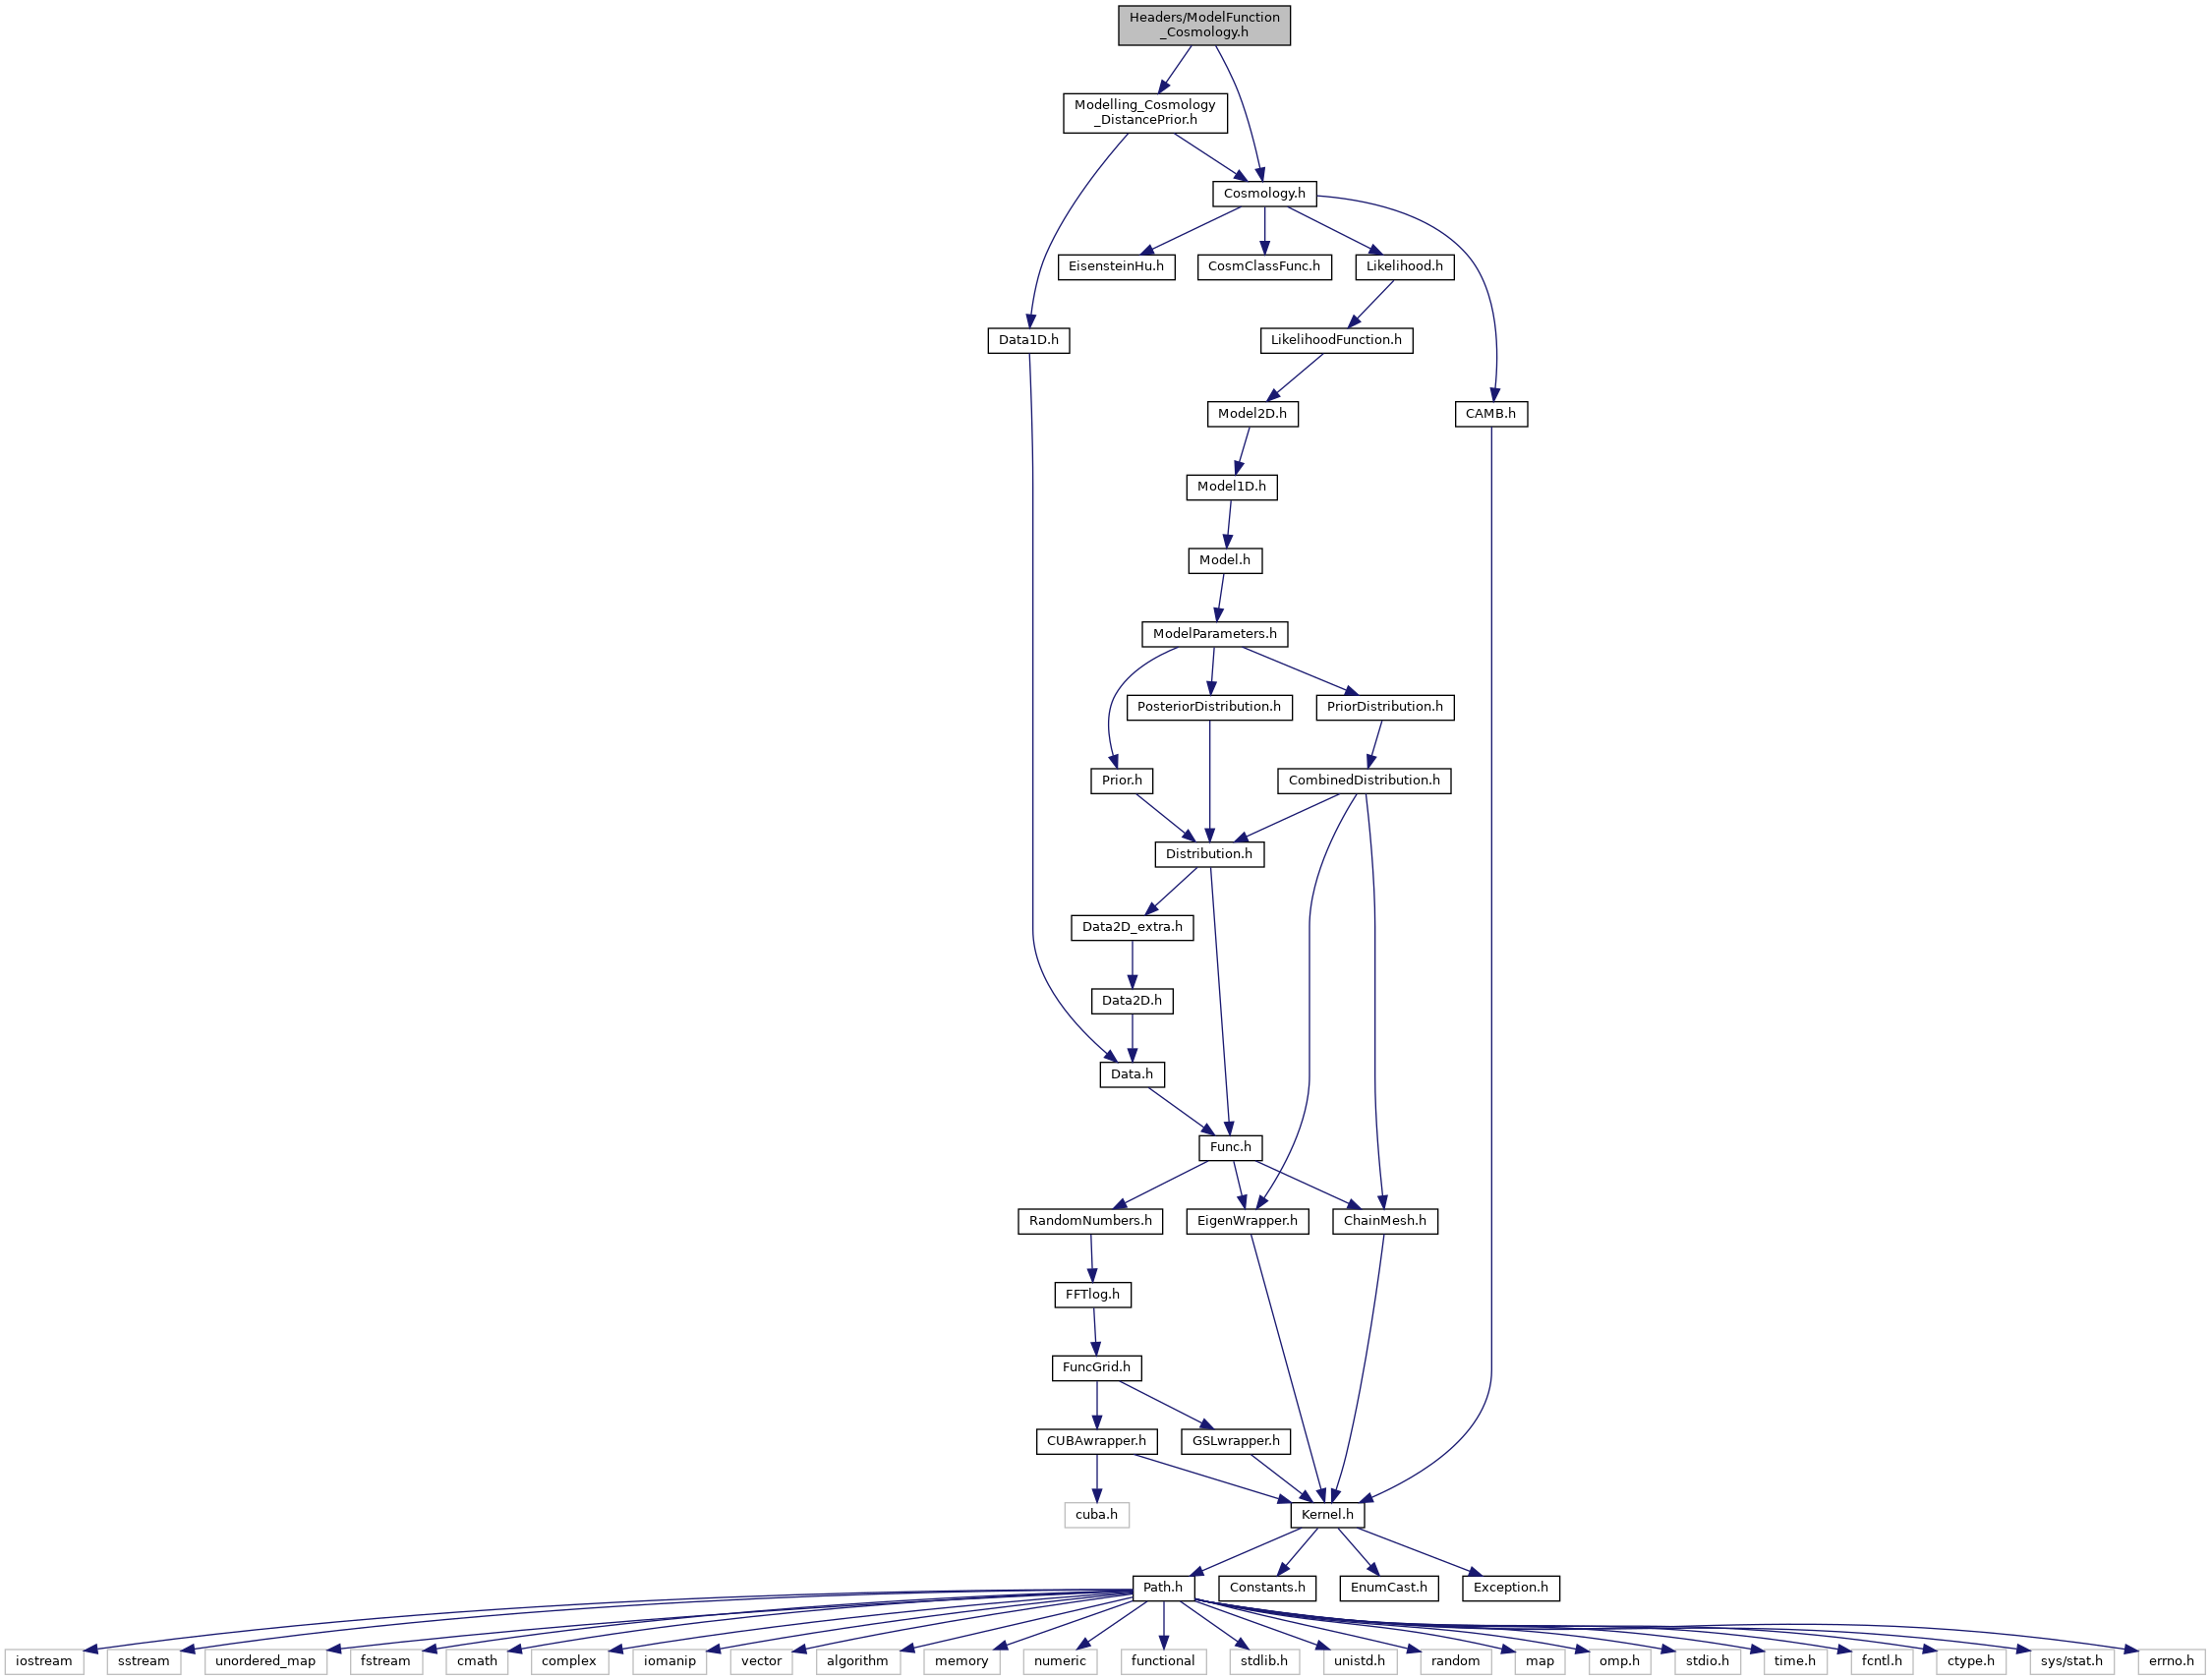 Headers/ModelFunction
_Cosmology.h
Modelling_Cosmology
_DistancePrior.h
Cosmology.h
EisensteinHu.h
CosmClassFunc.h
Likelihood.h
Data1D.h
LikelihoodFunction.h
Model2D.h
CAMB.h
Model1D.h
Model.h
ModelParameters.h
PosteriorDistribution.h
PriorDistribution.h
Prior.h
CombinedDistribution.h
Distribution.h
Data2D_extra.h
Data2D.h
Data.h
Func.h
RandomNumbers.h
EigenWrapper.h
ChainMesh.h
FFTlog.h
FuncGrid.h
CUBAwrapper.h
GSLwrapper.h
cuba.h
Kernel.h
Path.h
Constants.h
EnumCast.h
Exception.h
iostream
sstream
unordered_map
fstream
cmath
complex
iomanip
vector
algorithm
memory
numeric
functional
stdlib.h
unistd.h
random
map
omp.h
stdio.h
time.h
fcntl.h
ctype.h
sys/stat.h
errno.h